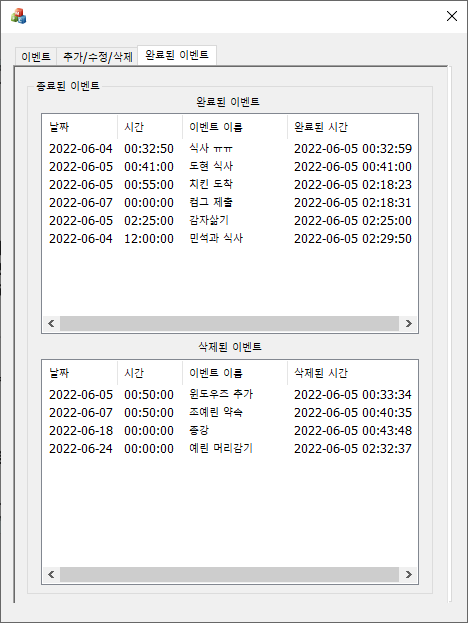 이벤트 추가/수정/삭제 완료된 이벤트
종료된 이벤트
완료된 이벤트
날짜 시간 이벤트 이름 완료된 시간
2022-06-04 00:32:50 식사 ㅠㅠ 2022-06-05 00:32:59
2022-06-05 00:41:00 도현 식사 2022-06-05 00:41:00
2022-06-05 00:55:00 치킨 도착 2022-06-05 02:18:23
2022-06-07 00:00:00 컴그 제출 2022-06-05 02:18:31
2022-06-05 02:25:00 감자삶기 2022-06-05 02:25:00
2022-06-04 12:00:00 민석과 식사 2022-06-05 02:29:50
삭제된 이벤트
날짜 시간 이벤트 이름 삭제된 시간
2022-06-05 00:50:00 윈도우즈 추가 2022-06-05 00:33:34
2022-06-07 00:50:00 조예린 약속 2022-06-05 00:40:35
2022-06-18 00:00:00 종강 2022-06-05 00:43:48
2022-06-24 00:00:00 예린 머리감기 2022-06-05 02:32:37